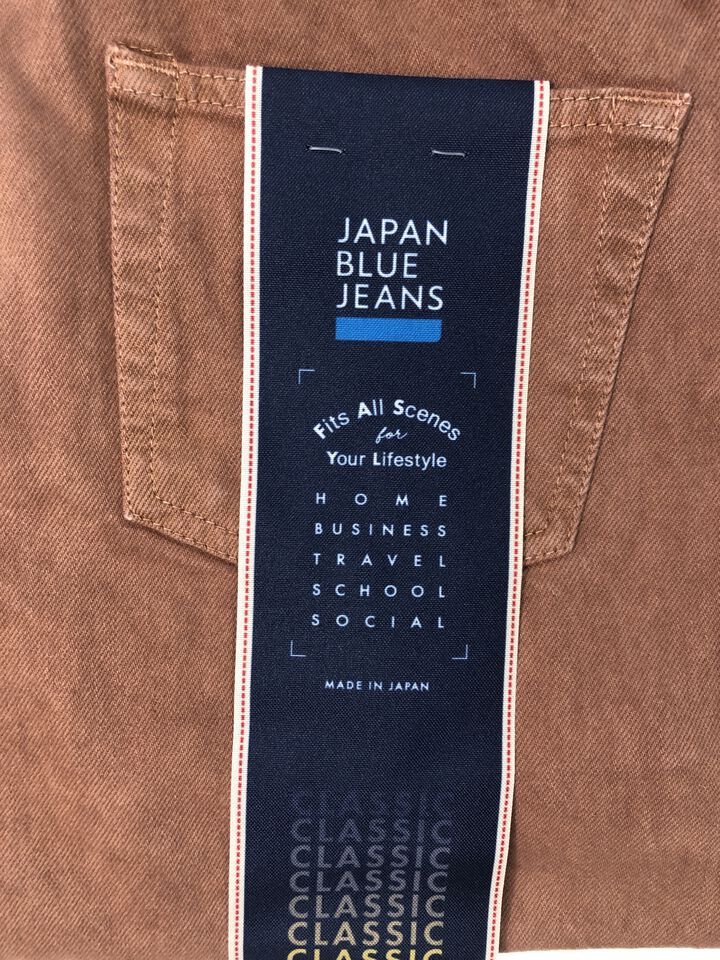 JAPAN
BLUE
JEANS
Fits All Scenes
for
Your Lifestyle
HOME
BUSINESS
TRAVEL
SCHOOL
SOCIAL
MADE IN JAPAN
CLASSIC
CLASSIC
CLASSIC
CLASSIC
CLASSIC
CLASSIC
CLASSIC